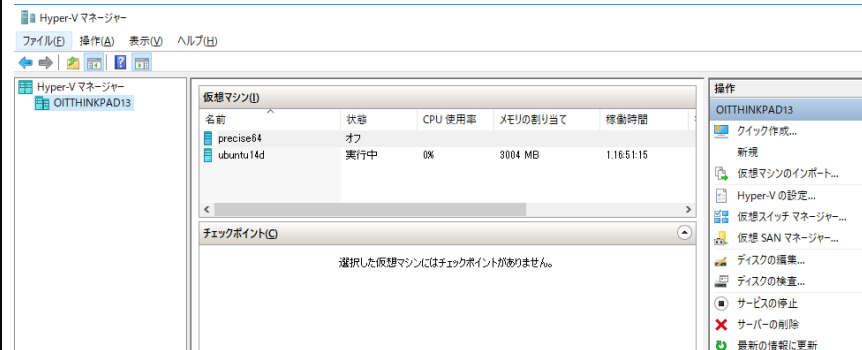 Hyper-V マネージャー
ファイル(F) 操作(A) 表示(V) ヘルプ(H)
Hyper-V マネージャー
OITTHINKPAD13
仮想マシン(I)
名前 状態 CPU 使用率 メモリの割り当て 稼働時間
precise64 オフ
ubuntu14d 実行中 0% 3004 MB 1.16:51:15
チェックポイント(C)
選択した仮想マシンにはチェックポイントがありません。
操作
OITTHINKPAD13
クイック作成...
新規
仮想マシンのインポート...
Hyper-V の設定...
仮想スイッチ マネージャー...
仮想 SAN マネージャー...
ディスクの編集...
ディスクの検査...
サービスの停止
サーバーの削除
最新の情報に更新